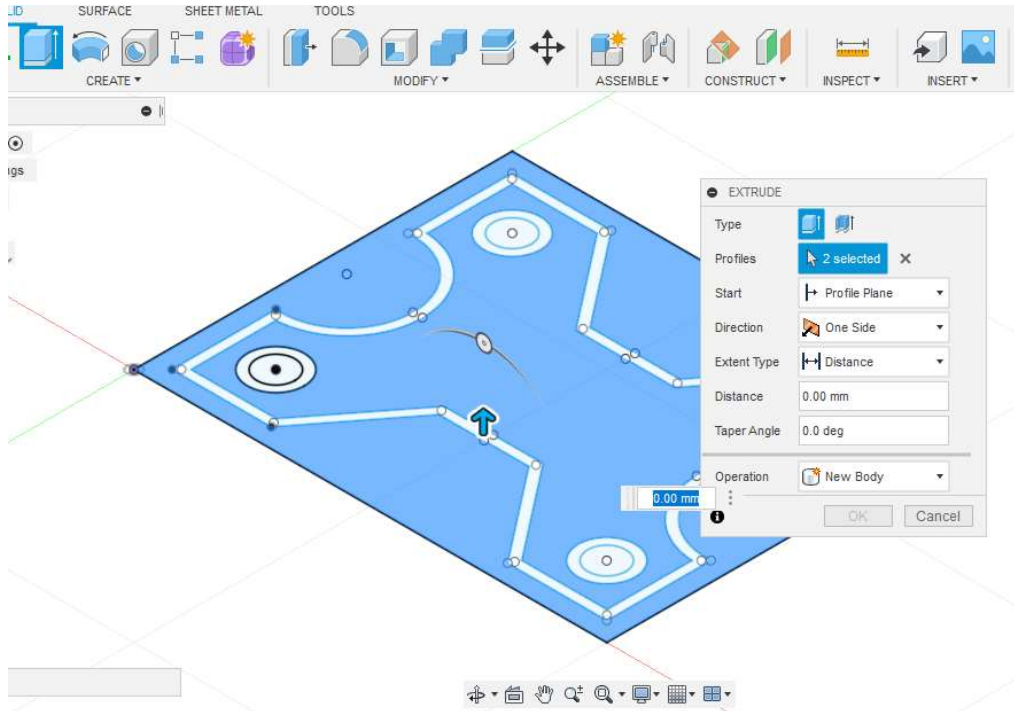 LID SURFACE SHEET METAL TOOLS
CREATE ▾ MODIFY ▾ ASSEMBLE ▾ CONSTRUCT ▾ INSPECT ▾ INSERT ▾
ngs
EXTRUDE
Type
Profiles 2 selected
Start Profile Plane
Direction One Side
Extent Type Distance
Distance 0.00 mm
Taper Angle 0.0 deg
Operation New Body
0.00 mm
OK Cancel